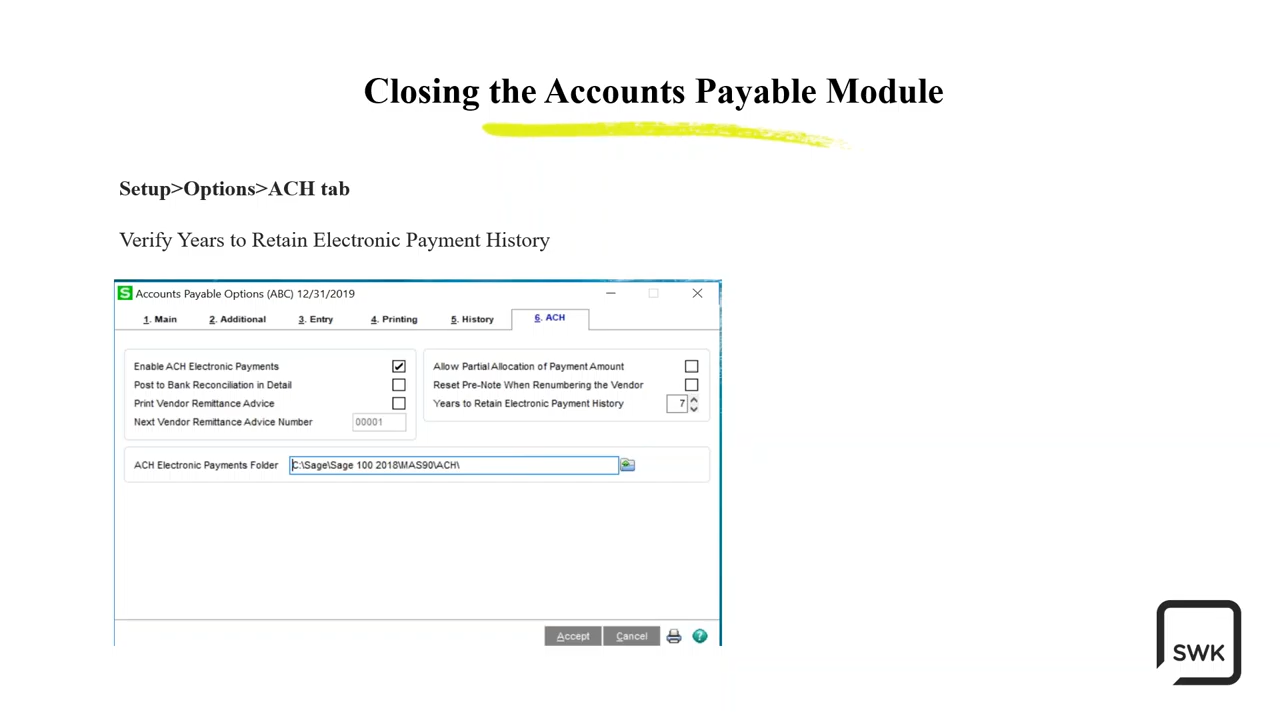 Closing the Accounts Payable Module
Setup>Options>ACH tab
Verify Years to Retain Electronic Payment History
S Accounts Payable Options (ABC) 12/31/2019
1. Main 2. Additional 3. Entry 4. Printing 5. History 6. ACH
Enable ACH Electronic Payments
Post to Bank Reconciliation in Detail
Print Vendor Remittance Advice
Next Vendor Remittance Advice Number 00001
Allow Partial Allocation of Payment Amount
Reset Pre-Note When Renumbering the Vendor
Years to Retain Electronic Payment History 7
ACH Electronic Payments Folder C:\Sage\Sage 100 2018\MAS90\ACH\
Accept Cancel ?
SWK